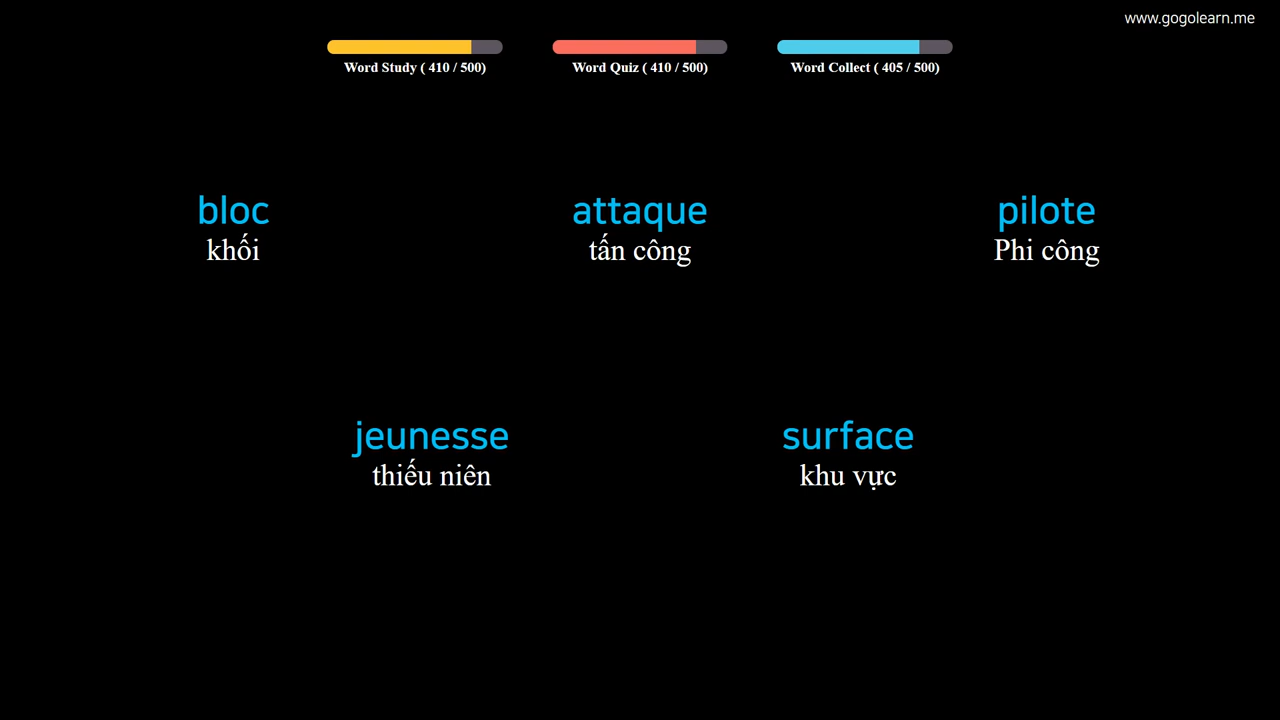 www.gogolearn.me
Word Study ( 410 / 500)
Word Quiz ( 410 / 500)
Word Collect ( 405 / 500)
bloc
khối
attaque
tấn công
pilote
Phi công
jeunesse
thiếu niên
surface
khu vực